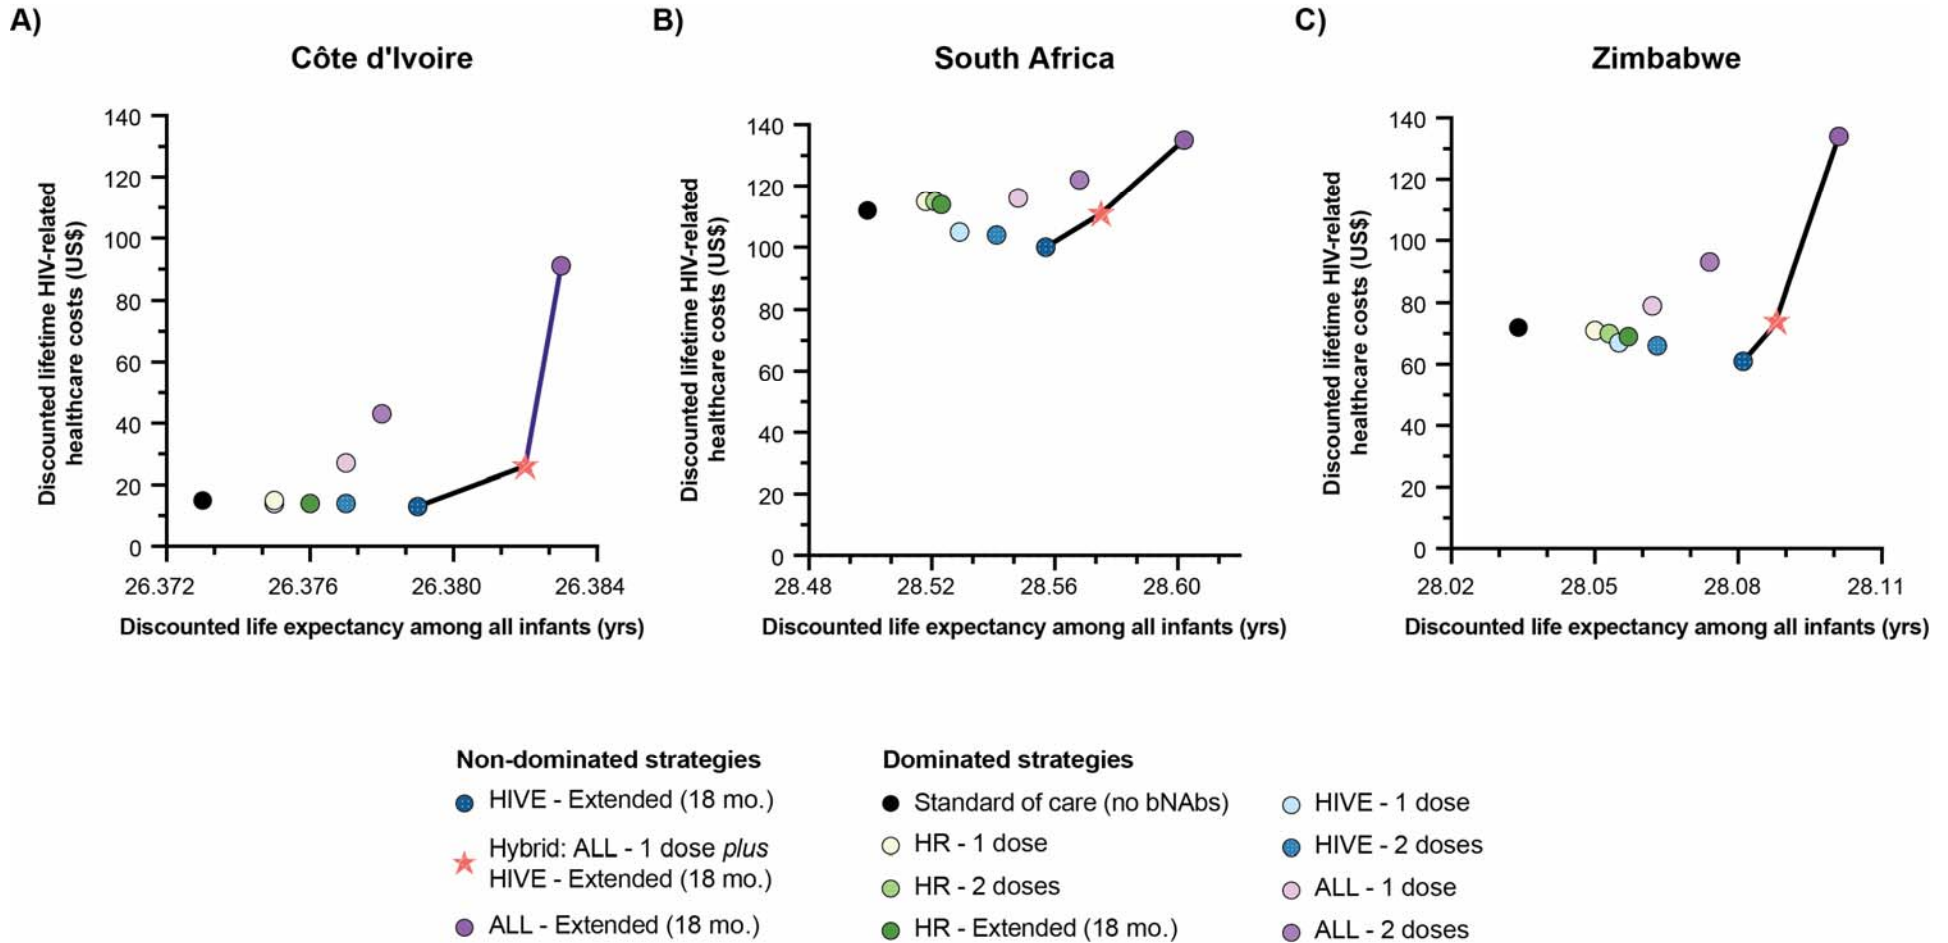 A)
Côte d'Ivoire
Discounted lifetime HIV-related
healthcare costs (US$)
140
120
100
80
60
40
20
0
26.372
26.376
26.380
26.384
Discounted life expectancy among all infants (yrs)
B)
South Africa
Discounted lifetime HIV-related
healthcare costs (US$)
140
120
100
80
60
40
20
0
28.48
28.52
28.56
28.60
Discounted life expectancy among all infants (yrs)
C)
Zimbabwe
Discounted lifetime HIV-related
healthcare costs (US$)
140
120
100
80
60
40
20
0
28.02
28.05
28.08
28.11
Discounted life expectancy among all infants (yrs)
Non-dominated strategies
HIVE - Extended (18 mo.)
Hybrid: ALL - 1 dose plus
HIVE - Extended (18 mo.)
ALL - Extended (18 mo.)
Dominated strategies
Standard of care (no bNAbs)
HR - 1 dose
HR - 2 doses
HR - Extended (18 mo.)
HIVE - 1 dose
HIVE - 2 doses
ALL - 1 dose
ALL - 2 doses